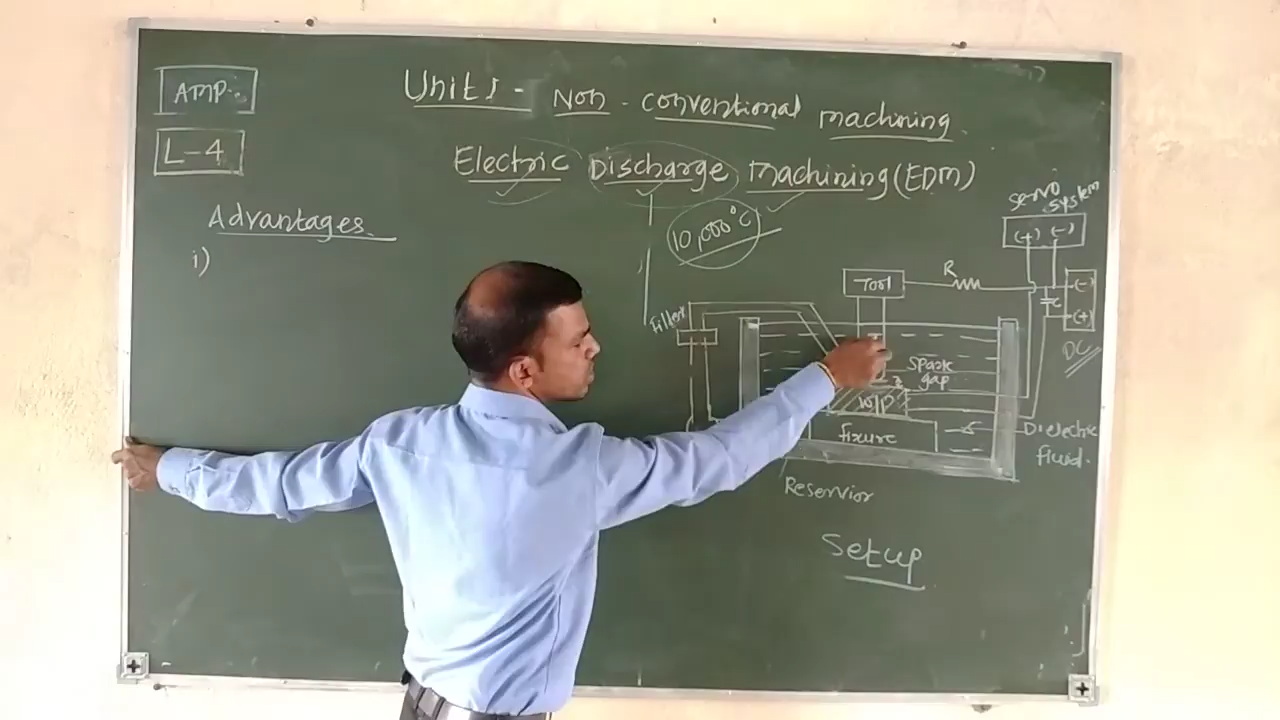 AMP
Unit 1 - Non - conventional machining
L-4
Electric Discharge Machining (EDM)
Advantages
i)
10,000°C
Servo
System
(+) (-)
Tool
R
(-)
C
(+)
DC
Filter
Spark
gap
W/P
fixure
Dielectric
fluid.
Reservior
Setup